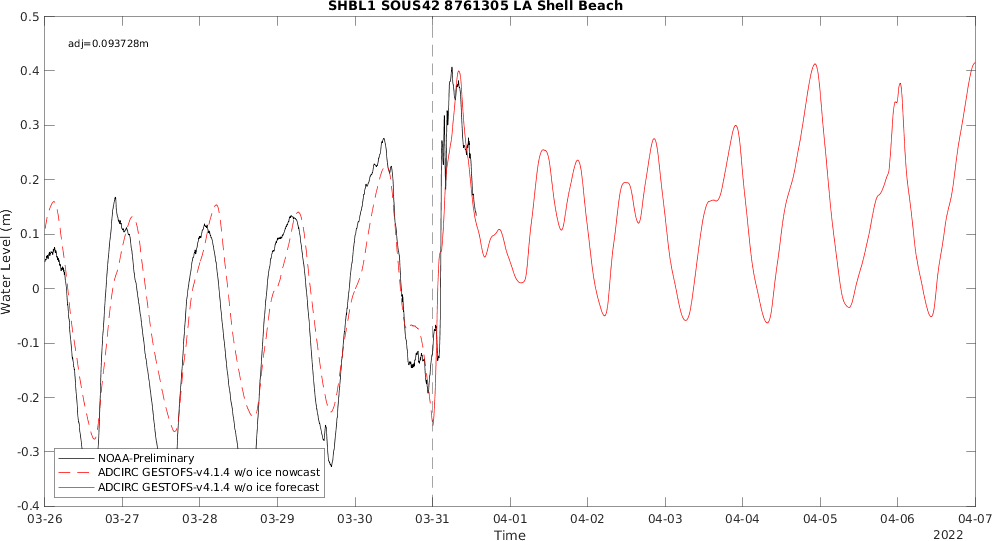 SHBL1 SOUS42 8761305 LA Shell Beach
adj=0.093728m
Water Level (m)
0.5
0.4
0.3
0.2
0.1
0
-0.1
-0.2
-0.3
-0.4
NOAA-Preliminary
ADCIRC GESTOFS-v4.1.4 w/o ice nowcast
ADCIRC GESTOFS-v4.1.4 w/o ice forecast
03-26 03-27 03-28 03-29 03-30 03-31 04-01 04-02 04-03 04-04 04-05 04-06 04-07
Time
2022